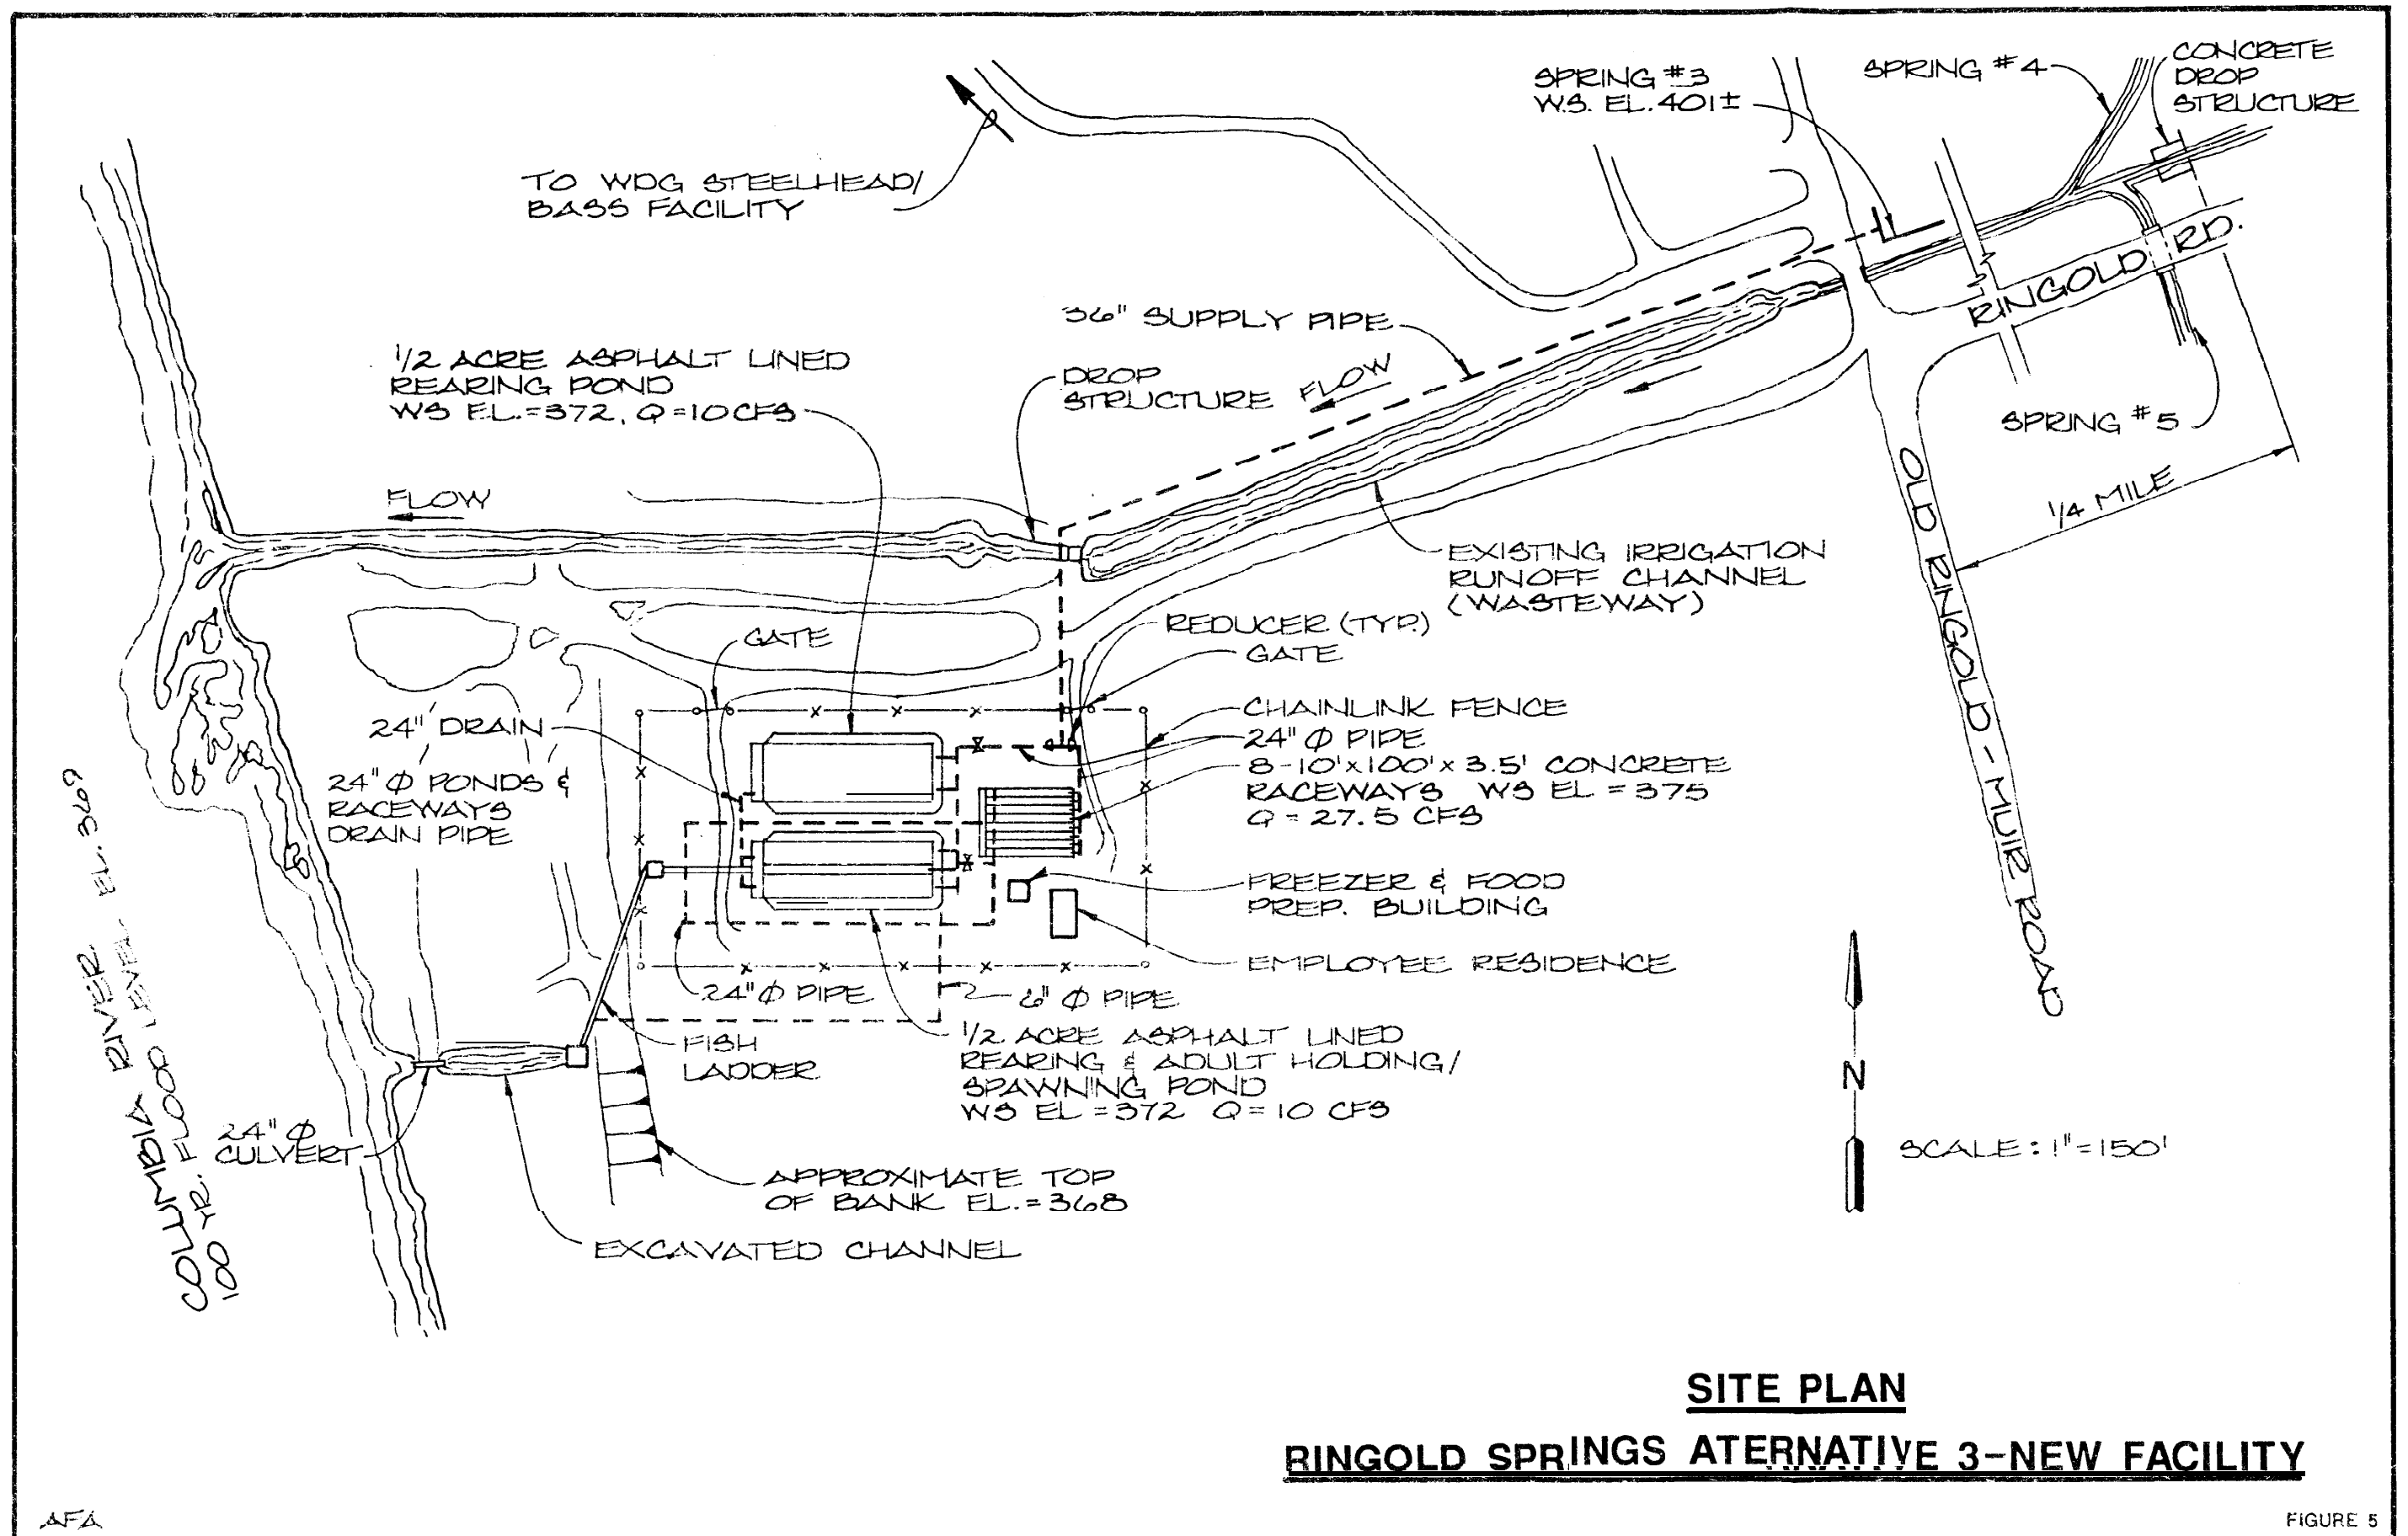 CONCRETE
DROP
STRUCTURE
SPRING #4
SPRING #3
W.S. EL. 401±
TO WDG STEELHEAD/
BASS FACILITY
RINGOLD RD.
36" SUPPLY PIPE
FLOW
DROP
STRUCTURE
1/2 ACRE ASPHALT LINED
REARING POND
WS EL.=372, Q=10CFS
SPRING #5
1/4 MILE
OLD RINGOLD-MUIR ROAD
FLOW
EXISTING IRRIGATION
RUNOFF CHANNEL
(WASTEWAY)
REDUCER (TYP.)
GATE
GATE
CHAINLINK FENCE
24" Ø PIPE
8-10'x100'x3.5' CONCRETE
RACEWAYS WS EL = 375
Q = 27.5 CFS
24" DRAIN
24" Ø PONDS &
RACEWAYS
DRAIN PIPE
FREEZER & FOOD
PREP. BUILDING
EMPLOYEE RESIDENCE
24" Ø PIPE
6" Ø PIPE
1/2 ACRE ASPHALT LINED
REARING & ADULT HOLDING/
SPAWNING POND
WS EL = 372 Q = 10 CFS
FISH
LADDER
COLUMBIA RIVER
100 YR. FLOOD LEVEL EL. 369
24" Ø
CULVERT
APPROXIMATE TOP
OF BANK EL.=368
EXCAVATED CHANNEL
N
SCALE: 1"=150'
SITE PLAN
RINGOLD SPRINGS ATERNATIVE 3-NEW FACILITY
AFA
FIGURE 5